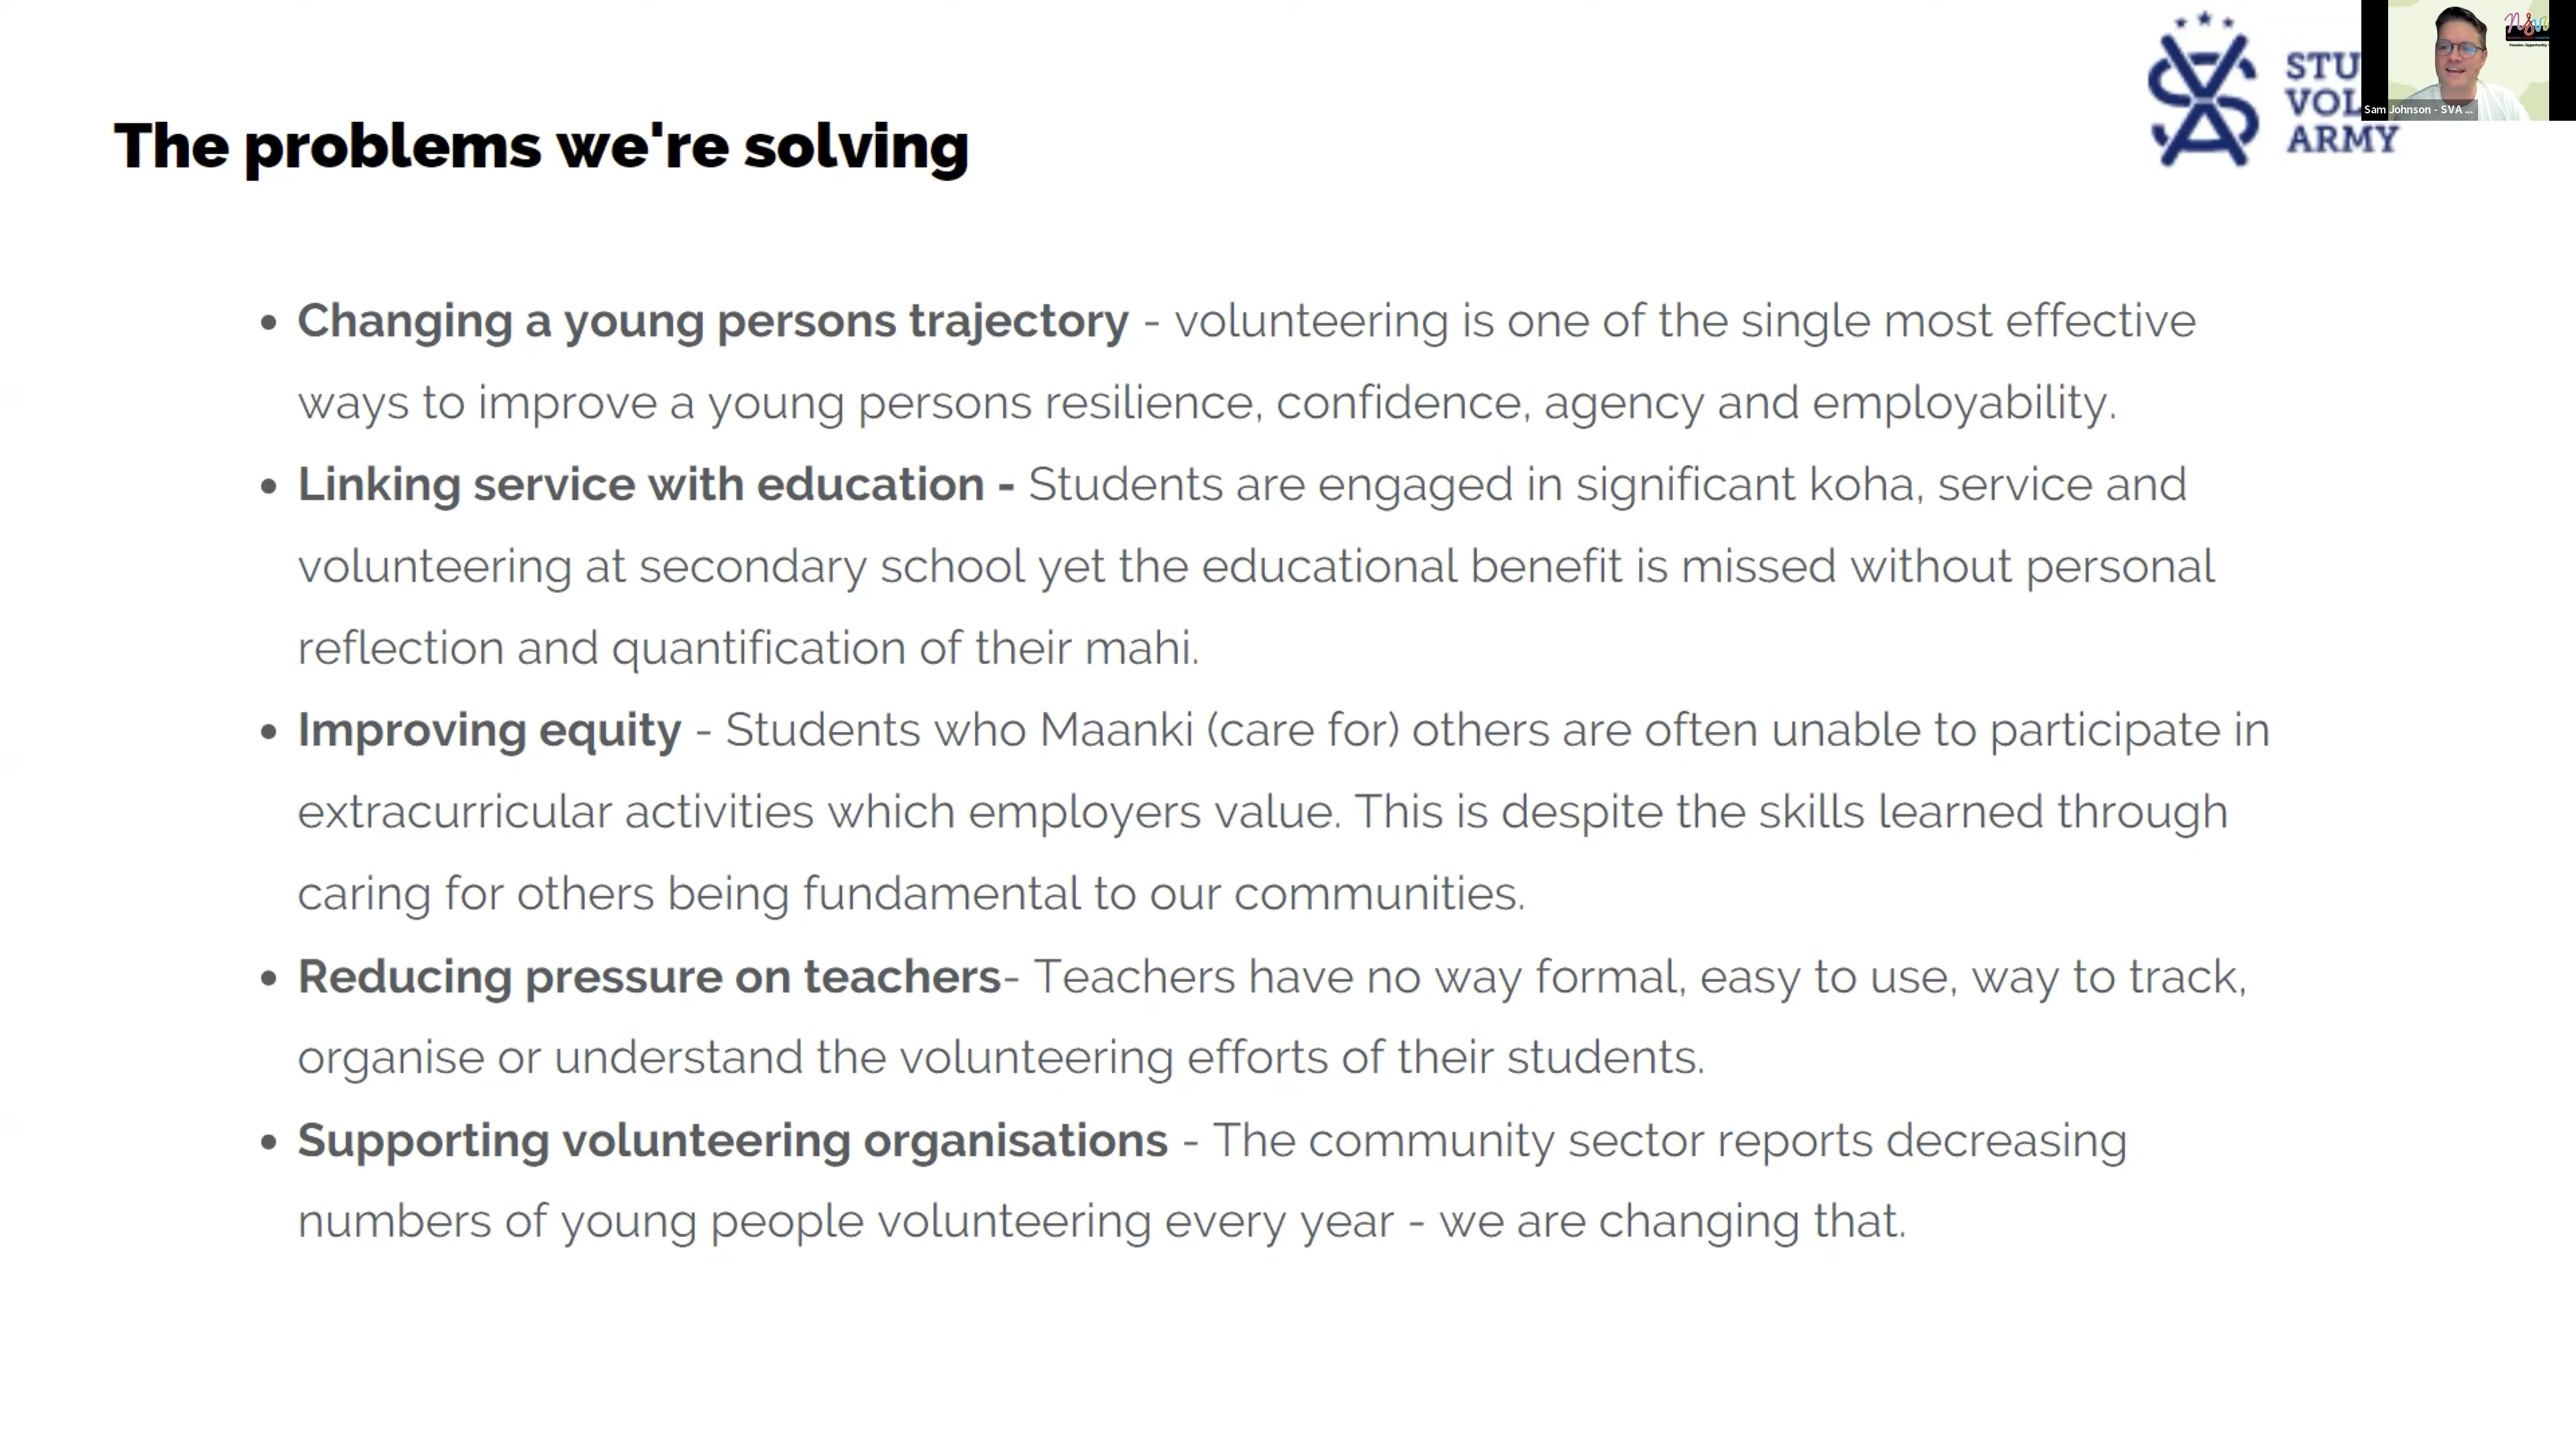 The problems we're solving
STU
VOL
ARMY
Sam Johnson - SVA ...
• Changing a young persons trajectory - volunteering is one of the single most effective
ways to improve a young persons resilience, confidence, agency and employability.
• Linking service with education - Students are engaged in significant koha, service and
volunteering at secondary school yet the educational benefit is missed without personal
reflection and quantification of their mahi.
• Improving equity - Students who Maanki (care for) others are often unable to participate in
extracurricular activities which employers value. This is despite the skills learned through
caring for others being fundamental to our communities.
• Reducing pressure on teachers- Teachers have no way formal, easy to use, way to track,
organise or understand the volunteering efforts of their students.
• Supporting volunteering organisations - The community sector reports decreasing
numbers of young people volunteering every year - we are changing that.